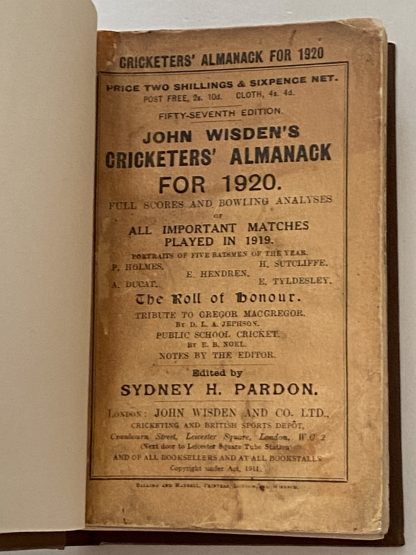 CRICKETERS' ALMANACK FOR 1920
PRICE TWO SHILLINGS & SIXPENCE NET.
POST FREE, 2s. 10d. CLOTH, 4s. 4d.
FIFTY-SEVENTH EDITION.
JOHN WISDEN'S
CRICKETERS' ALMANACK
FOR 1920.
FULL SCORES AND BOWLING ANALYSES
OF
ALL IMPORTANT MATCHES
PLAYED IN 1919.
PORTRAITS OF FIVE BATSMEN OF THE YEAR.
P. HOLMES. H. SUTCLIFFE.
E. HENDREN.
A. DUCAT. E. TYLDESLEY.
The Roll of Honour.
TRIBUTE TO GREGOR MACGREGOR.
BY D. L. A. JEPHSON.
PUBLIC SCHOOL CRICKET.
BY E. B. NOEL.
NOTES BY THE EDITOR.
Edited by
SYDNEY H. PARDON.
LONDON: JOHN WISDEN AND CO. LTD.,
CRICKETING AND BRITISH SPORTS DEPÔT,
Cranbourn Street, Leicester Square, London, W C 2
(Next door to Leicester Square Tube Station)
AND OF ALL BOOKSELLERS AND AT ALL BOOKSTALLS
Copyright under Act, 1911.
PRINTERS,